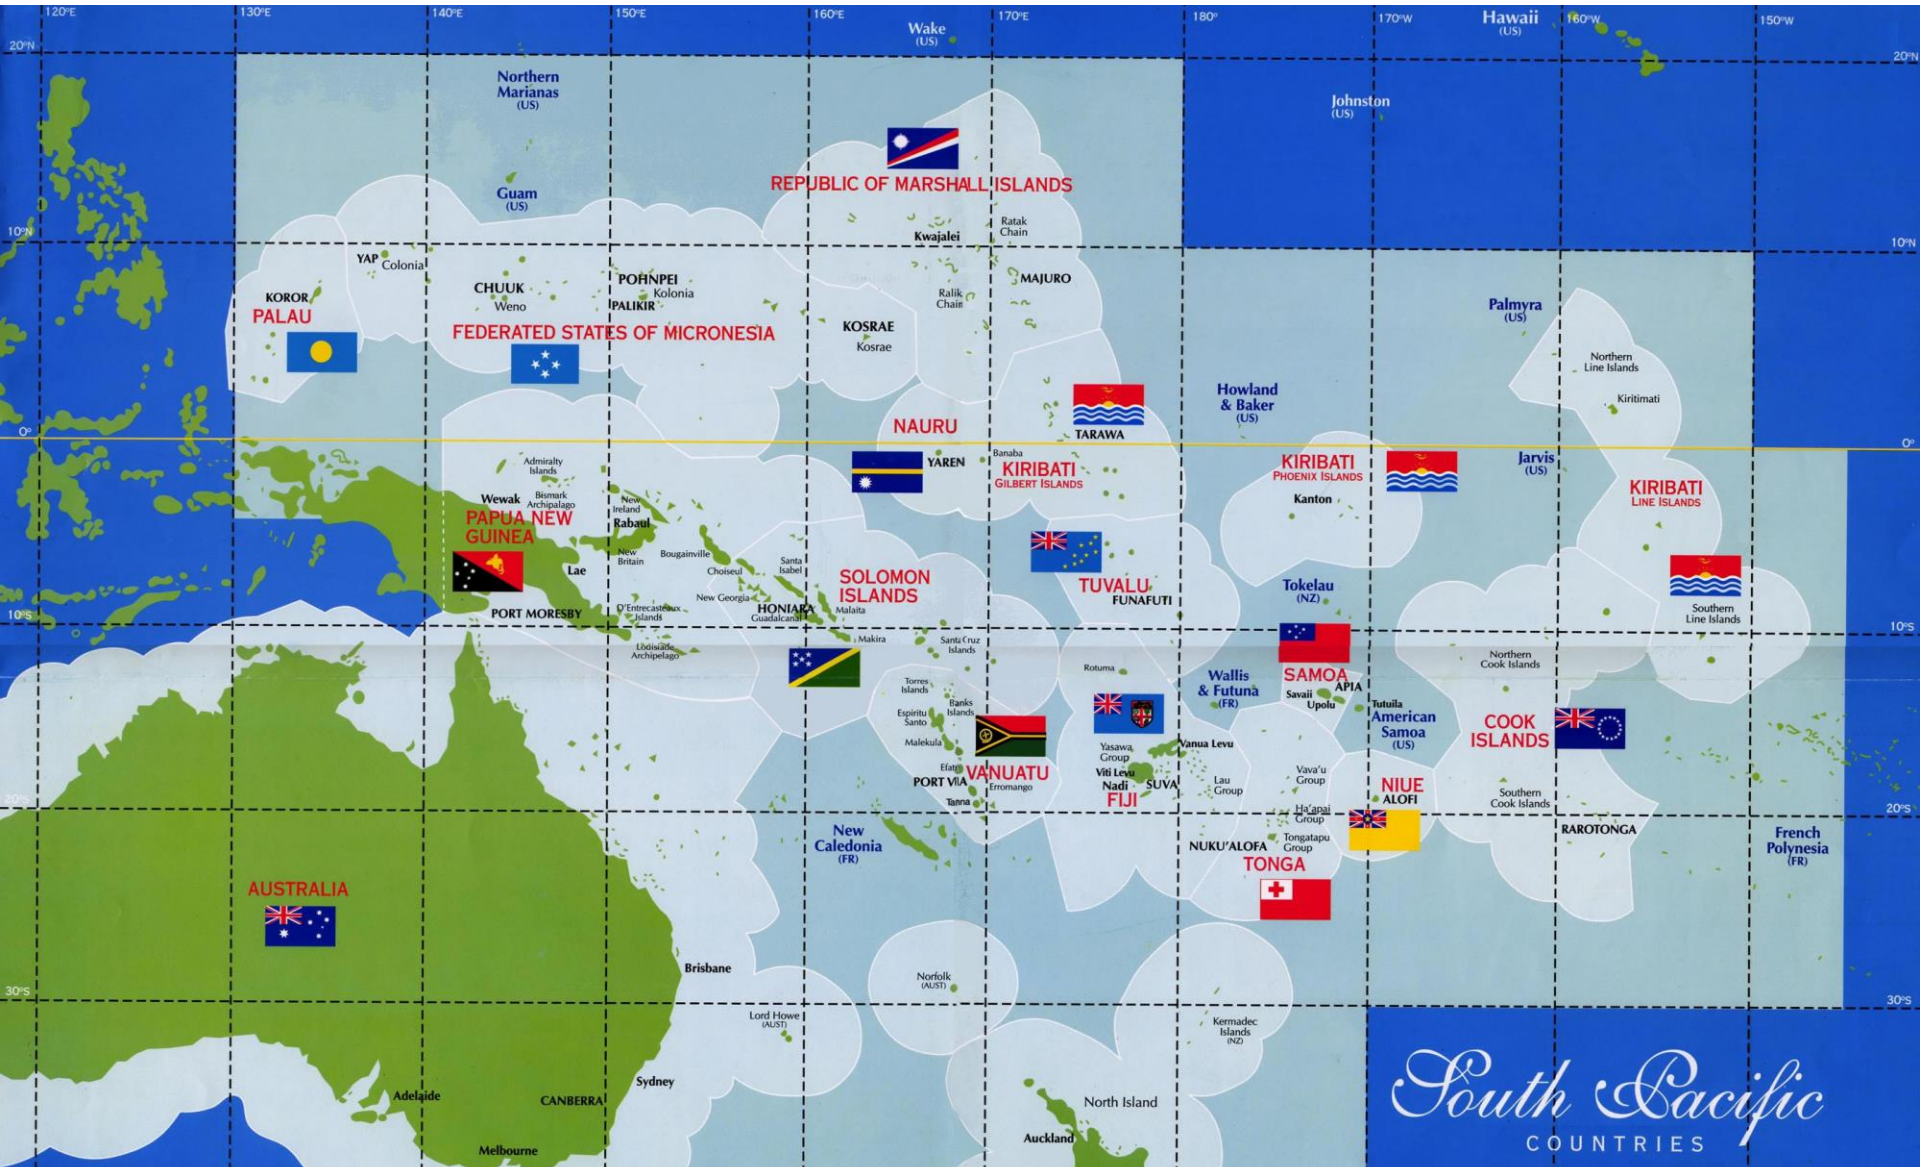 120°E
130°E
140°E
150°E
160°E
170°E
180°
170°W
160°W
150°W
Hawaii
(US)
Wake
(US)
20°N
20°N
Northern
Marianas
(US)
Johnston
(US)
REPUBLIC OF MARSHALL ISLANDS
Guam
(US)
Kwajalei
Ratak
Chain
10°N
10°N
YAP
Colonia
CHUUK
Weno
POHNPEI
Kolonia
PALIKIR
Ralik
Chain
MAJURO
KOROR
PALAU
FEDERATED STATES OF MICRONESIA
KOSRAE
Kosrae
Palmyra
(US)
Northern
Line Islands
Kiritimati
Howland
& Baker
(US)
NAURU
YAREN
TARAWA
0°
0°
Banaba
KIRIBATI
GILBERT ISLANDS
KIRIBATI
PHOENIX ISLANDS
Kanton
Jarvis
(US)
KIRIBATI
LINE ISLANDS
Admiralty
Islands
Wewak
Bismark
Archipelago
New
Ireland
Rabaul
PAPUA NEW
GUINEA
New
Britain
Lae
Bougainville
Choiseul
Santa
Isabel
SOLOMON
ISLANDS
New Georgia
HONIARA
Guadalcanal
Malaita
Makira
Santa Cruz
Islands
TUVALU
FUNAFUTI
Tokelau
(NZ)
Southern
Line Islands
PORT MORESBY
D'Entrecasteaux
Islands
Louisiade
Archipelago
10°S
10°S
Rotuma
Northern
Cook Islands
Torres
Islands
Banks
Islands
Espiritu
Santo
Malekula
Efate
PORT VILA
VANUATU
Erromango
Tanna
Wallis
& Futuna
(FR)
SAMOA
Savaii
APIA
Upolu
Tutuila
American
Samoa
(US)
COOK
ISLANDS
Yasawa
Group
Vanua Levu
Viti Levu
Nadi
SUVA
FIJI
Lau
Group
Vava'u
Group
NIUE
ALOFI
Southern
Cook Islands
20°S
20°S
Ha'apai
Group
RAROTONGA
New
Caledonia
(FR)
NUKU'ALOFA
Tongatapu
Group
TONGA
French
Polynesia
(FR)
AUSTRALIA
Brisbane
Norfolk
(AUST)
30°S
30°S
Lord Howe
(AUST)
Kermadec
Islands
(NZ)
Sydney
Adelaide
CANBERRA
North Island
Auckland
Melbourne
South Pacific
COUNTRIES